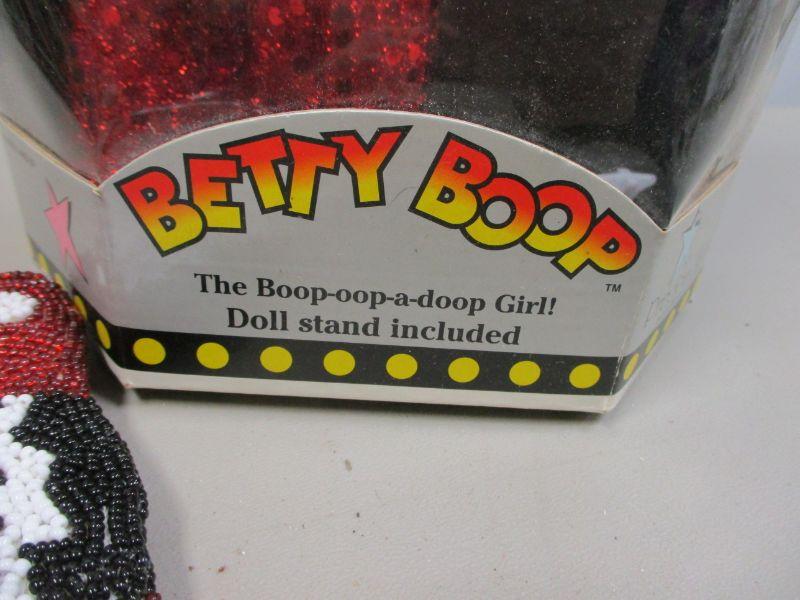 BETTY BOOP
TM
The Boop-oop-a-doop Girl!
Doll stand included